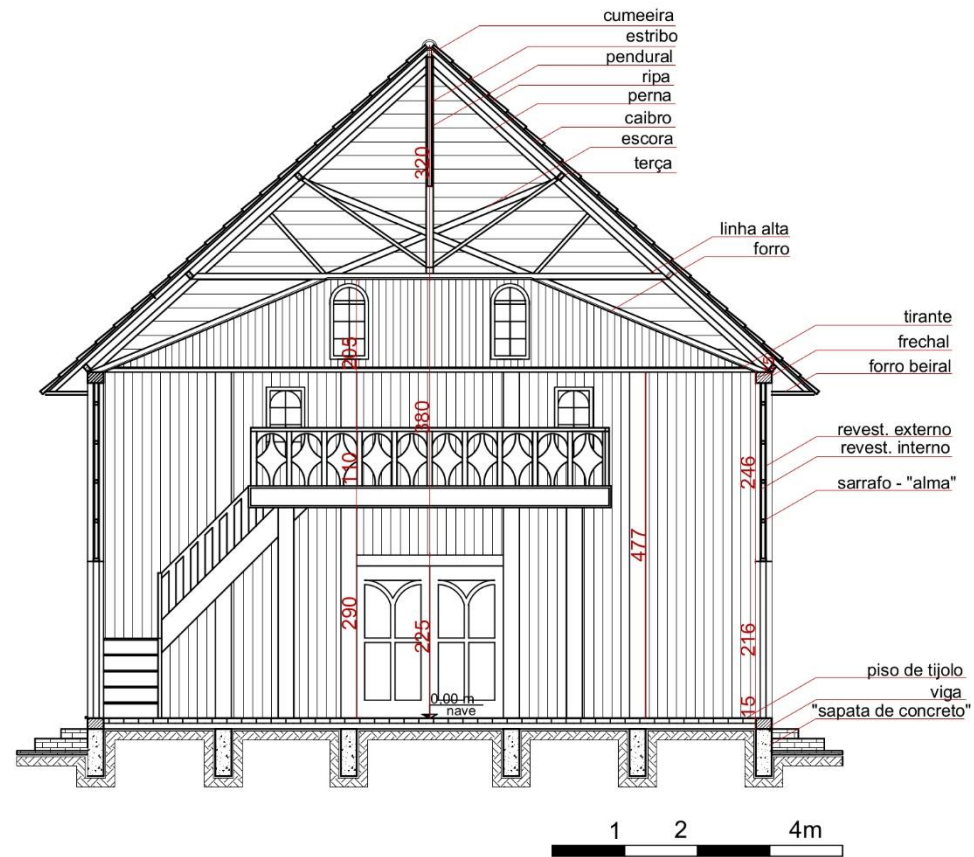 cumeeira
estribo
pendural
ripa
perna
caibro
escora
terça
320
linha alta
forro
tirante
frechal
forro beiral
205
380
110
revest. externo
revest. interno
246
sarrafo - "alma"
477
290
225
216
piso de tijolo
0,00 m
nave
15
viga
"sapata de concreto"
1 2 4m